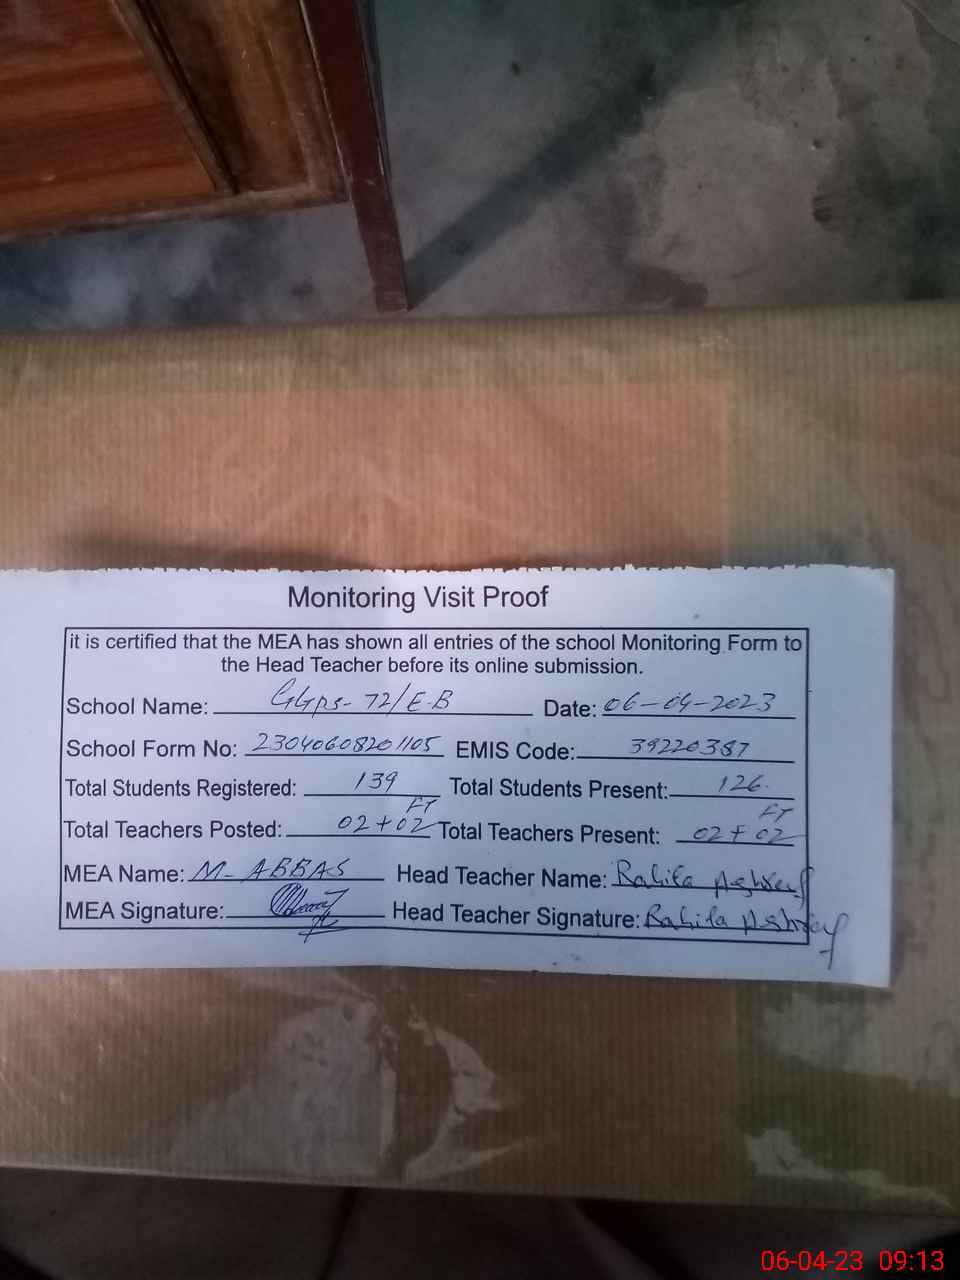 Monitoring Visit Proof
it is certified that the MEA has shown all entries of the school Monitoring Form to
the Head Teacher before its online submission.
School Name: GGPS- 72/E-B Date: 06-04-2023
School Form No: 23040608201105 EMIS Code: 39220387
Total Students Registered: 139 Total Students Present: 126
Total Teachers Posted: 02+02 FT Total Teachers Present: 02+02 FT
MEA Name: M- ABBAS Head Teacher Name: Rahila Ashraf
MEA Signature: Head Teacher Signature: Rahila Ashraf
06-04-23 09:13